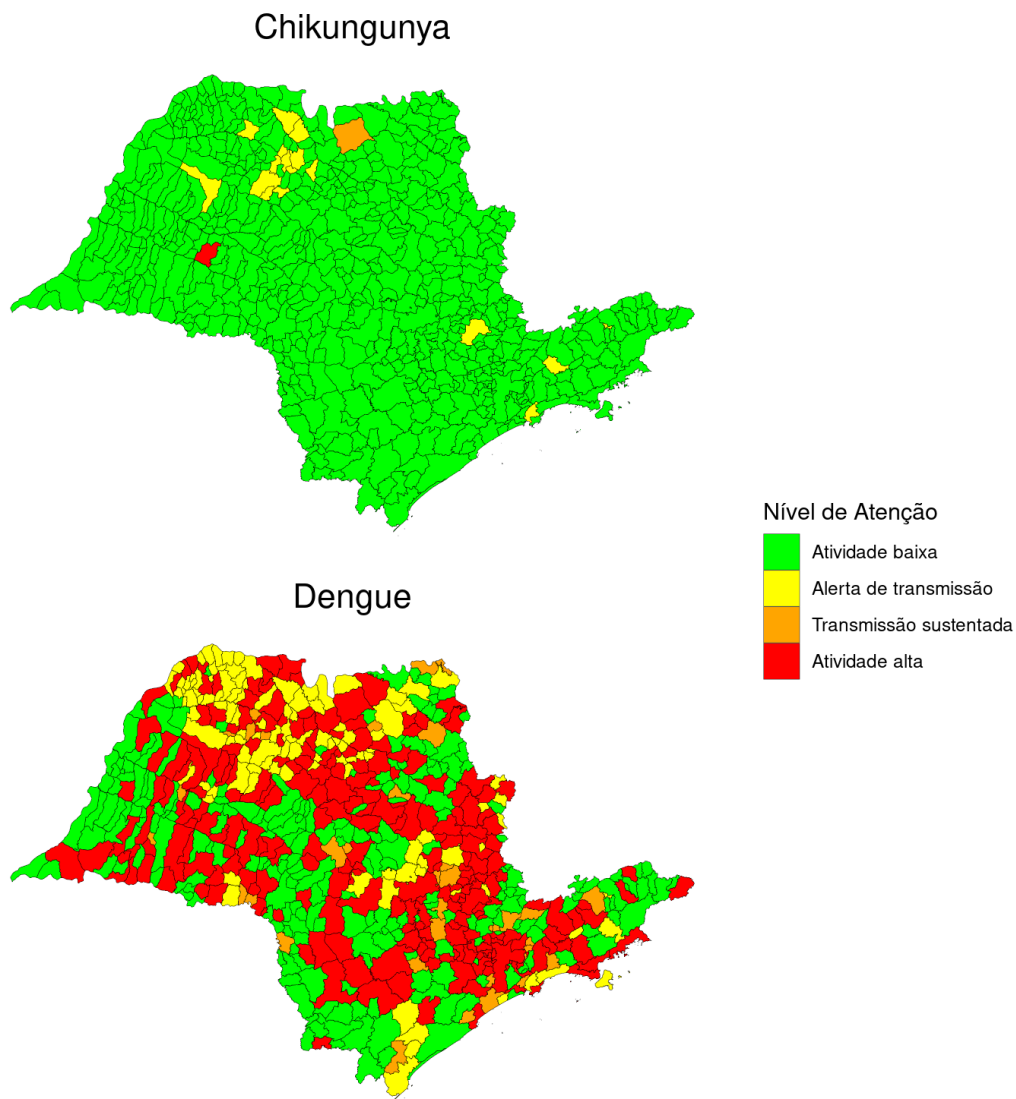 Chikungunya
Nível de Atenção
Atividade baixa
Alerta de transmissão
Transmissão sustentada
Atividade alta
Dengue